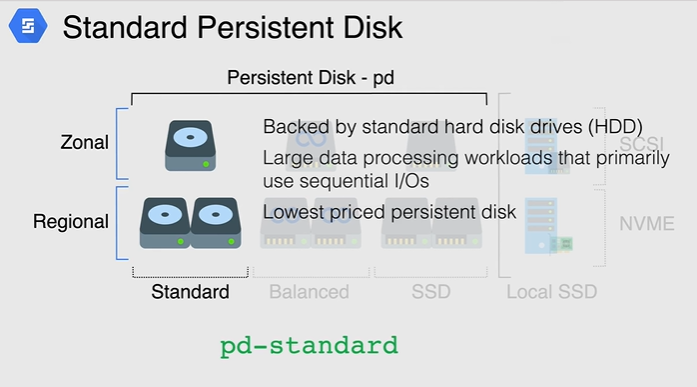 Standard Persistent Disk
Persistent Disk - pd
Zonal
Backed by standard hard disk drives (HDD)
SCSI
Large data processing workloads that primarily
use sequential I/Os
Regional
Lowest priced persistent disk
NVME
Standard
Balanced
SSD
Local SSD
pd-standard